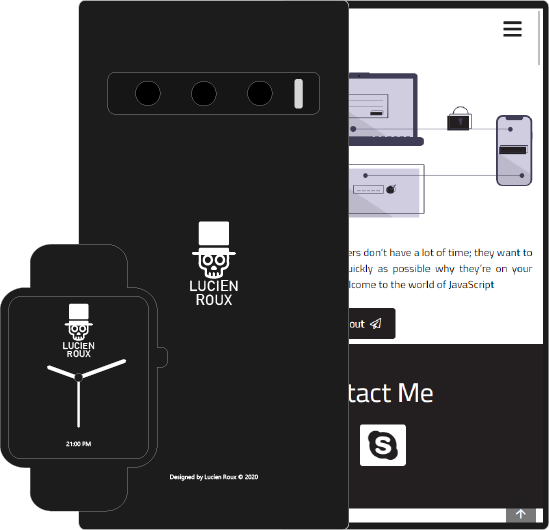 LUCIEN
ROUX
Designed by Lucien Roux © 2020
LUCIEN
ROUX
21:00 PM
ers don't have a lot of time; they want to
uickly as possible why they're on your
lcome to the world of JavaScript
out
tact Me
S